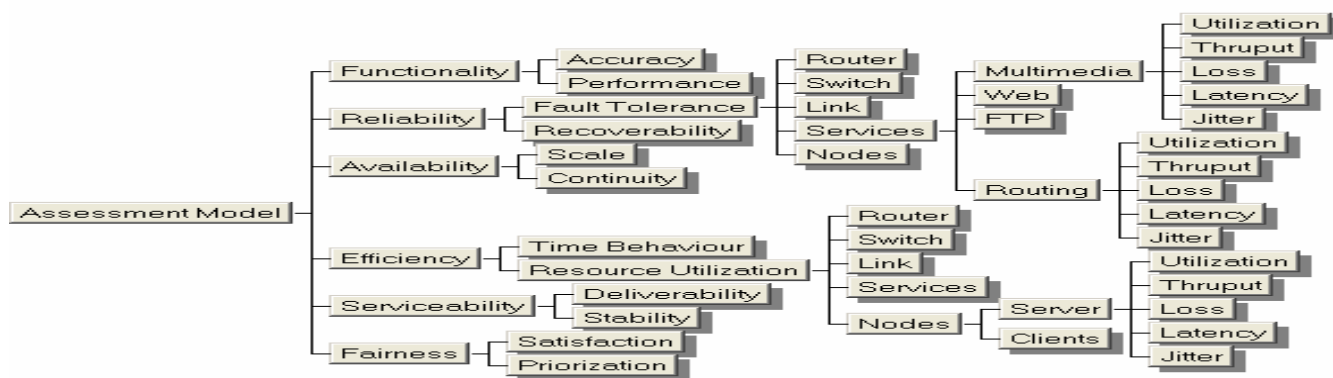 Assessment Model
Functionality
Accuracy
Performance
Reliability
Fault Tolerance
Router
Switch
Link
Services
Multimedia
Utilization
Thruput
Loss
Latency
Jitter
Web
FTP
Routing
Utilization
Thruput
Loss
Latency
Jitter
Nodes
Recoverability
Availability
Scale
Continuity
Efficiency
Time Behaviour
Resource Utilization
Router
Switch
Link
Services
Nodes
Server
Utilization
Thruput
Loss
Latency
Jitter
Clients
Serviceability
Deliverability
Stability
Fairness
Satisfaction
Priorization